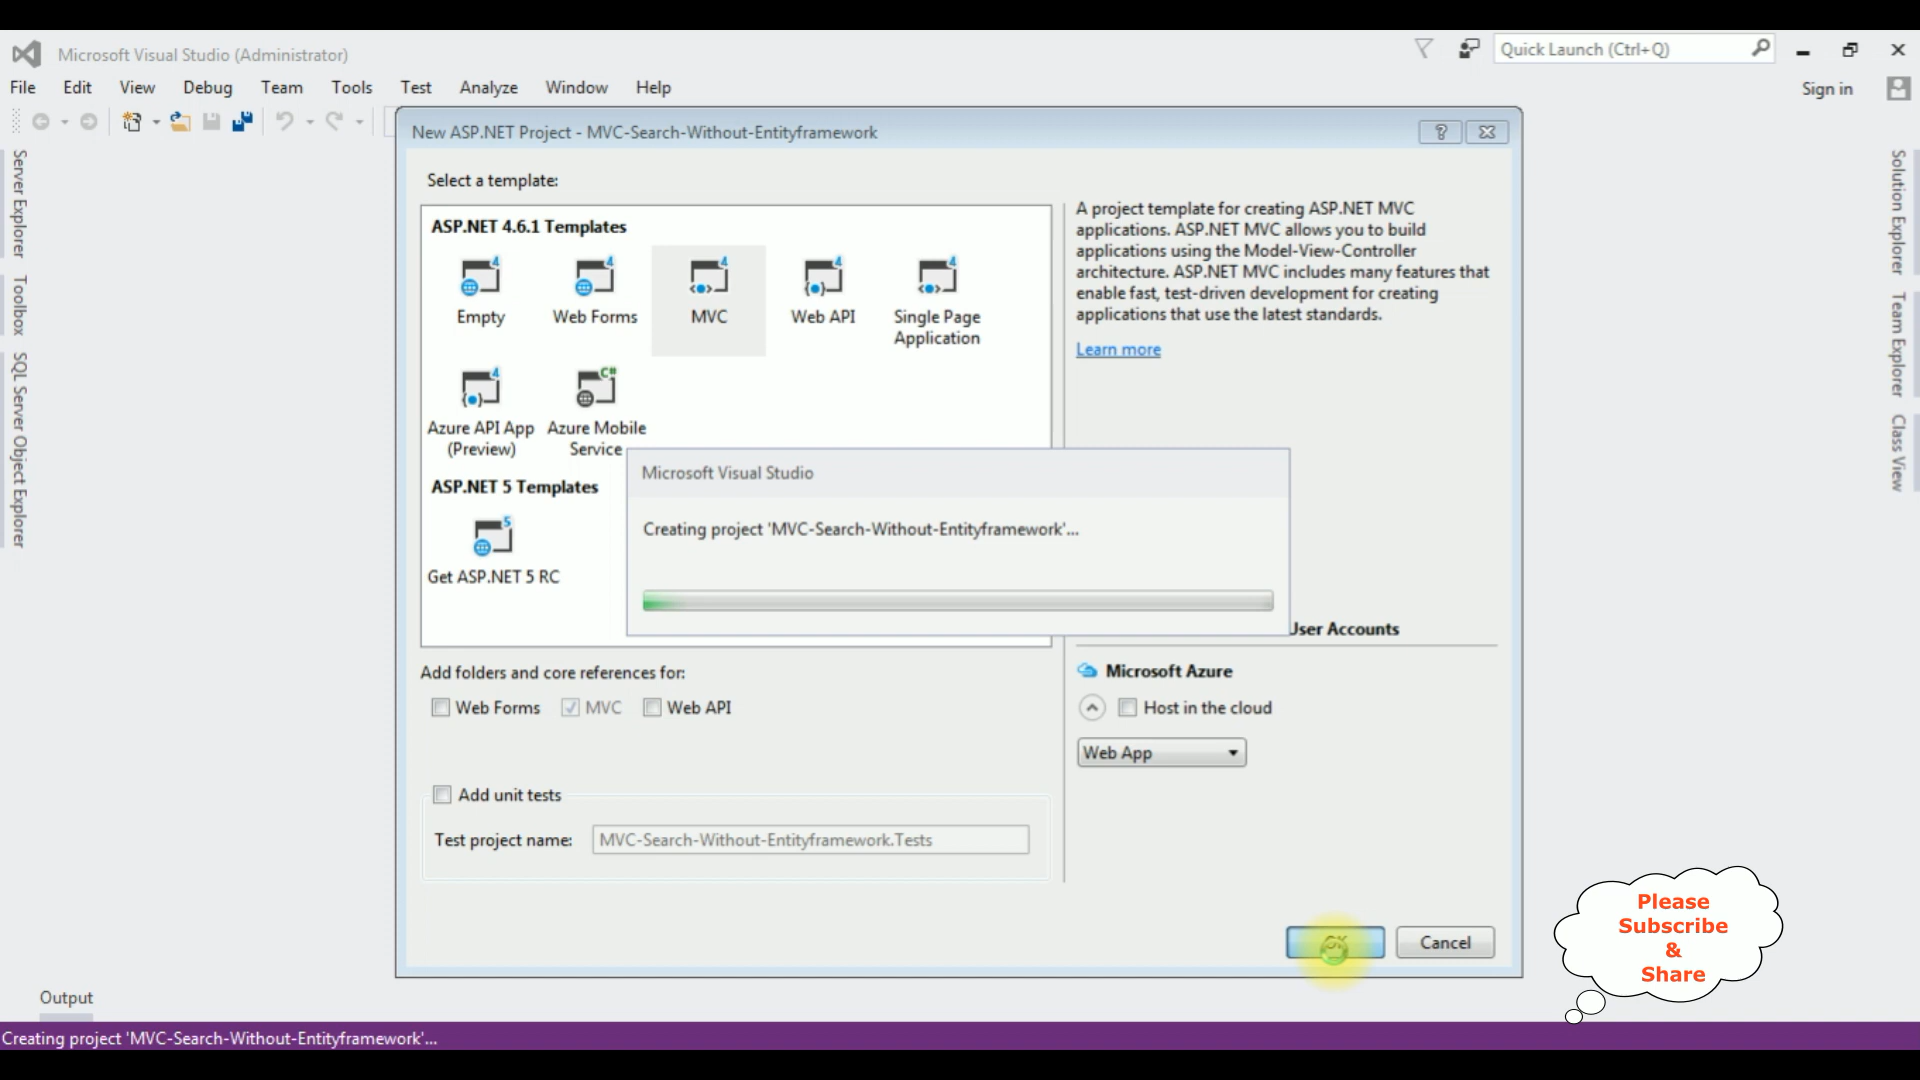 Microsoft Visual Studio (Administrator)
Quick Launch (Ctrl+Q)
File Edit View Debug Team Tools Test Analyze Window Help
Sign in
Server Explorer
Toolbox
SQL Server Object Explorer
Solution Explorer
Team Explorer
Class View
New ASP.NET Project - MVC-Search-Without-Entityframework
Select a template:
ASP.NET 4.6.1 Templates
Empty
Web Forms
MVC
Web API
Single Page
Application
Azure API App
(Preview)
Azure Mobile
Service
ASP.NET 5 Templates
Get ASP.NET 5 RC
A project template for creating ASP.NET MVC
applications. ASP.NET MVC allows you to build
applications using the Model-View-Controller
architecture. ASP.NET MVC includes many features that
enable fast, test-driven development for creating
applications that use the latest standards.
Learn more
Microsoft Visual Studio
Creating project 'MVC-Search-Without-Entityframework'...
User Accounts
Microsoft Azure
Host in the cloud
Web App
Add folders and core references for:
Web Forms MVC Web API
Add unit tests
Test project name: MVC-Search-Without-Entityframework.Tests
OK Cancel
Please
Subscribe
&
Share
Output
Creating project 'MVC-Search-Without-Entityframework'...